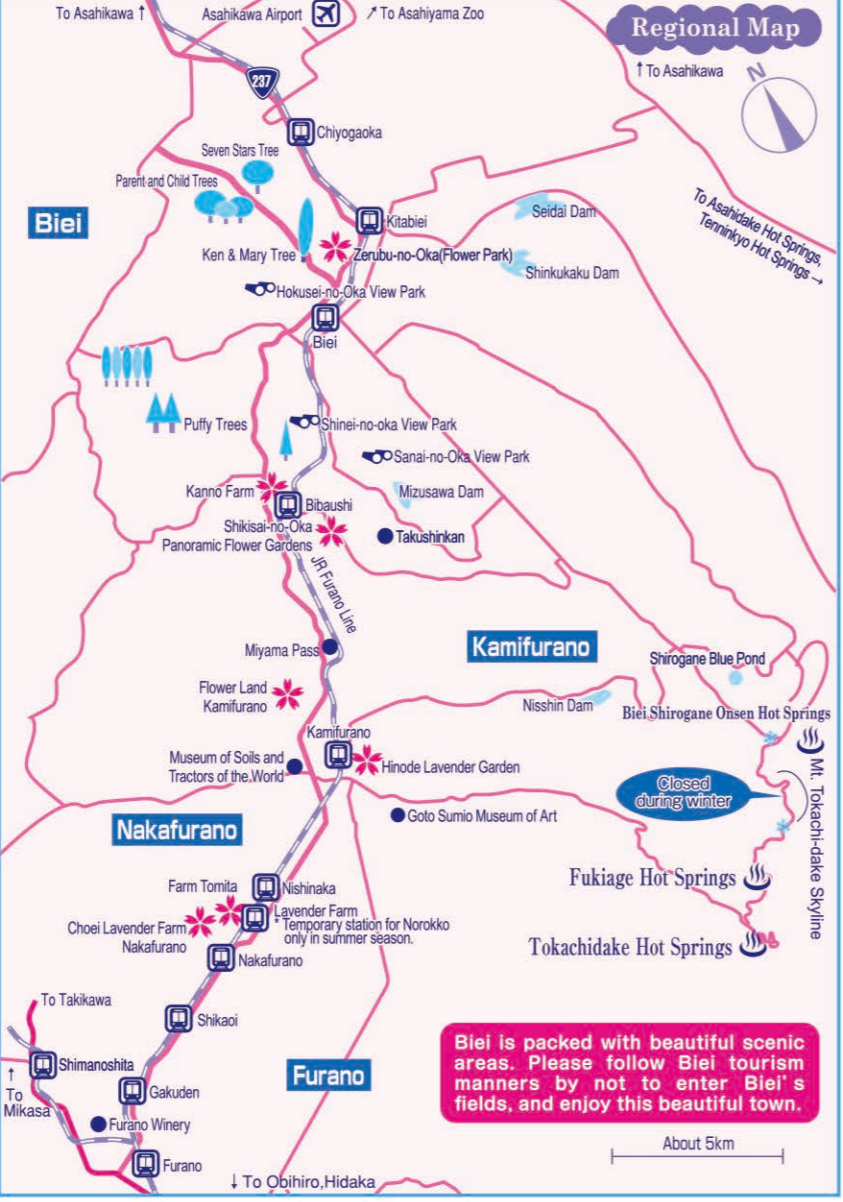 To Asahikawa ↑
Asahikawa Airport
↗ To Asahiyama Zoo
Regional Map
↑ To Asahikawa
N
237
Chiyogaoka
Seven Stars Tree
Parent and Child Trees
Biei
Kitabiei
Seidai Dam
To Asahidake Hot Springs,
Tenninkyo Hot Springs →
Ken & Mary Tree
Zerubu-no-Oka(Flower Park)
Shinkukaku Dam
Hokusei-no-Oka View Park
Biei
Puffy Trees
Shinei-no-oka View Park
Sanai-no-Oka View Park
Kanno Farm
Bibaushi
Mizusawa Dam
Shikisai-no-Oka
Panoramic Flower Gardens
Takushinkan
JR Furano Line
Miyama Pass
Kamifurano
Shirogane Blue Pond
Flower Land
Kamifurano
Nisshin Dam
Biei Shirogane Onsen Hot Springs
Kamifurano
Museum of Soils and
Tractors of the World
Hinode Lavender Garden
Closed
during winter
Mt. Tokachi-dake Skyline
Nakafurano
Goto Sumio Museum of Art
Farm Tomita
Nishinaka
Fukiage Hot Springs
Lavender Farm
* Temporary station for Norokko
only in summer season.
Choei Lavender Farm
Nakafurano
Nakafurano
Tokachidake Hot Springs
To Takikawa
Shikaoi
Shimanoshita
↑
To
Mikasa
Gakuden
Furano
Biei is packed with beautiful scenic
areas. Please follow Biei tourism
manners by not to enter Biei's
fields, and enjoy this beautiful town.
Furano Winery
About 5km
Furano
↓ To Obihiro,Hidaka